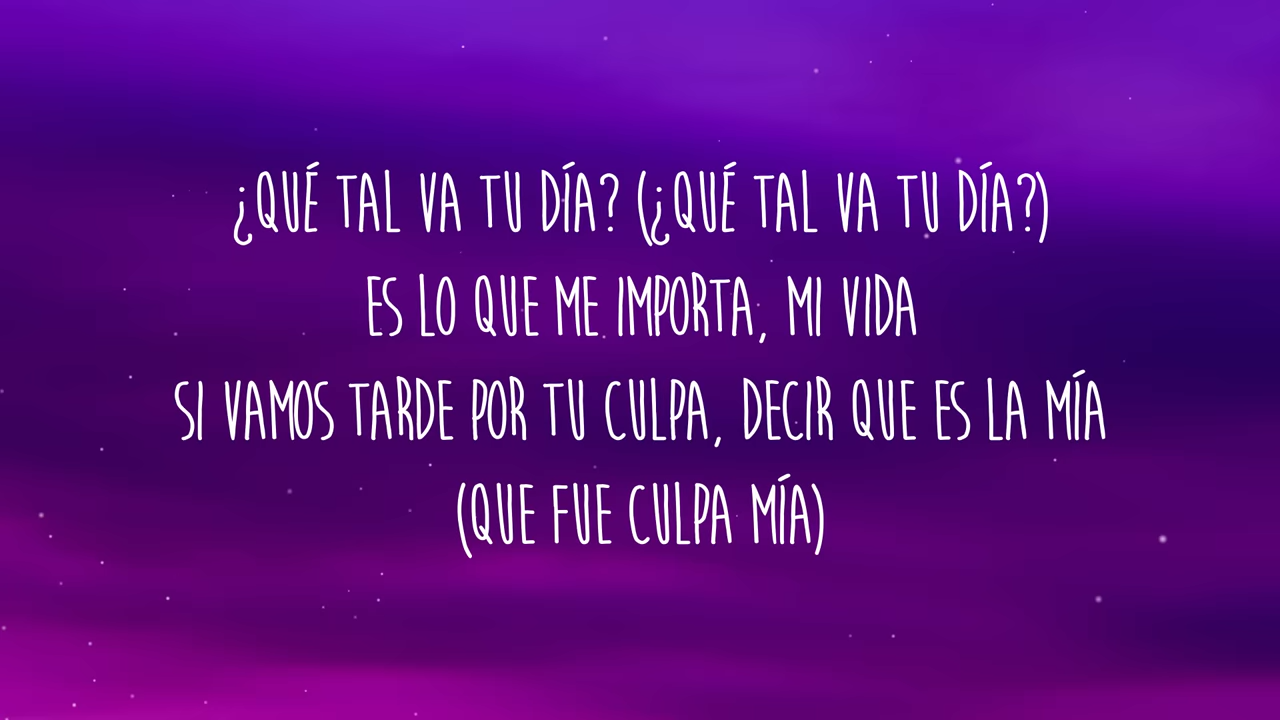 ¿QUÉ TAL VA TU DÍA? (¿QUÉ TAL VA TU DÍA?)
ES LO QUE ME IMPORTA, MI VIDA
SI VAMOS TARDE POR TU CULPA, DECIR QUE ES LA MÍA
(QUE FUE CULPA MÍA)